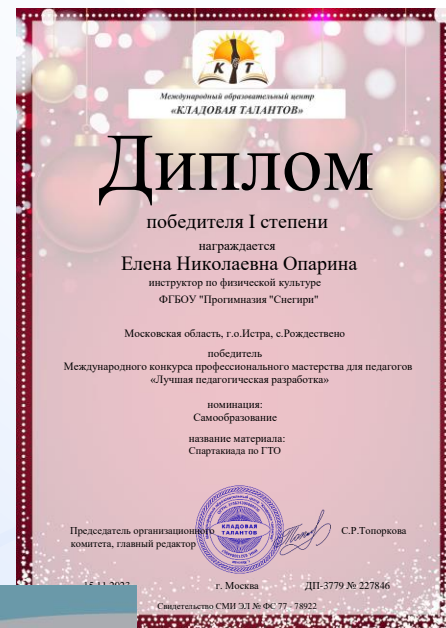 К Т
Международный образовательный центр
«КЛАДОВАЯ ТАЛАНТОВ»
Диплом
победителя I степени
награждается
Елена Николаевна Опарина
инструктор по физической культуре
ФГБОУ "Прогимназия "Снегири"
Московская область, г.о.Истра, с.Рождествено
победитель
Международного конкурса профессионального мастерства для педагогов
«Лучшая педагогическая разработка»
номинация:
Самообразование
название материала:
Спартакиада по ГТО
КЛАДОВАЯ
ТАЛАНТОВ
Председатель организационного С.Р.Топоркова
комитета, главный редактор
15.11.2023 г. Москва ДП-3779 № 227846
Свидетельство СМИ ЭЛ № ФС 77 - 78922